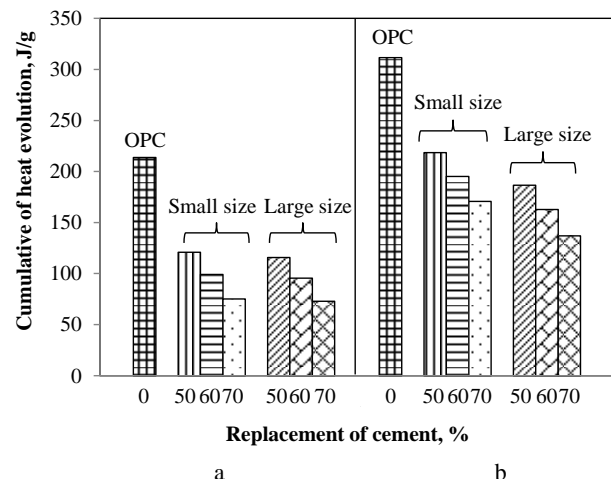 Cumulative of heat evolution, J/g
350
300
250
200
150
100
50
0
OPC
Small size
Large size
OPC
Small size
Large size
0 50 60 70 50 60 70 0 50 60 70 50 60 70
Replacement of cement, %
a b